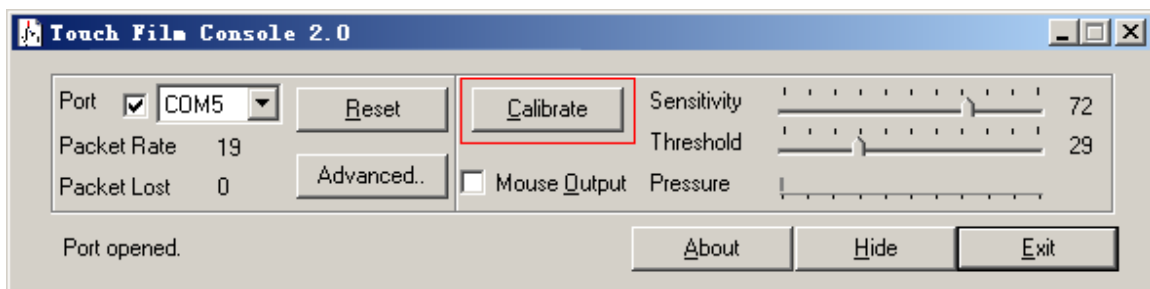 Touch Film Console 2.0
Port COM5 Reset Calibrate Sensitivity 72
Threshold 29
Packet Rate 19
Packet Lost 0 Advanced.. Mouse Output Pressure
Port opened. About Hide Exit